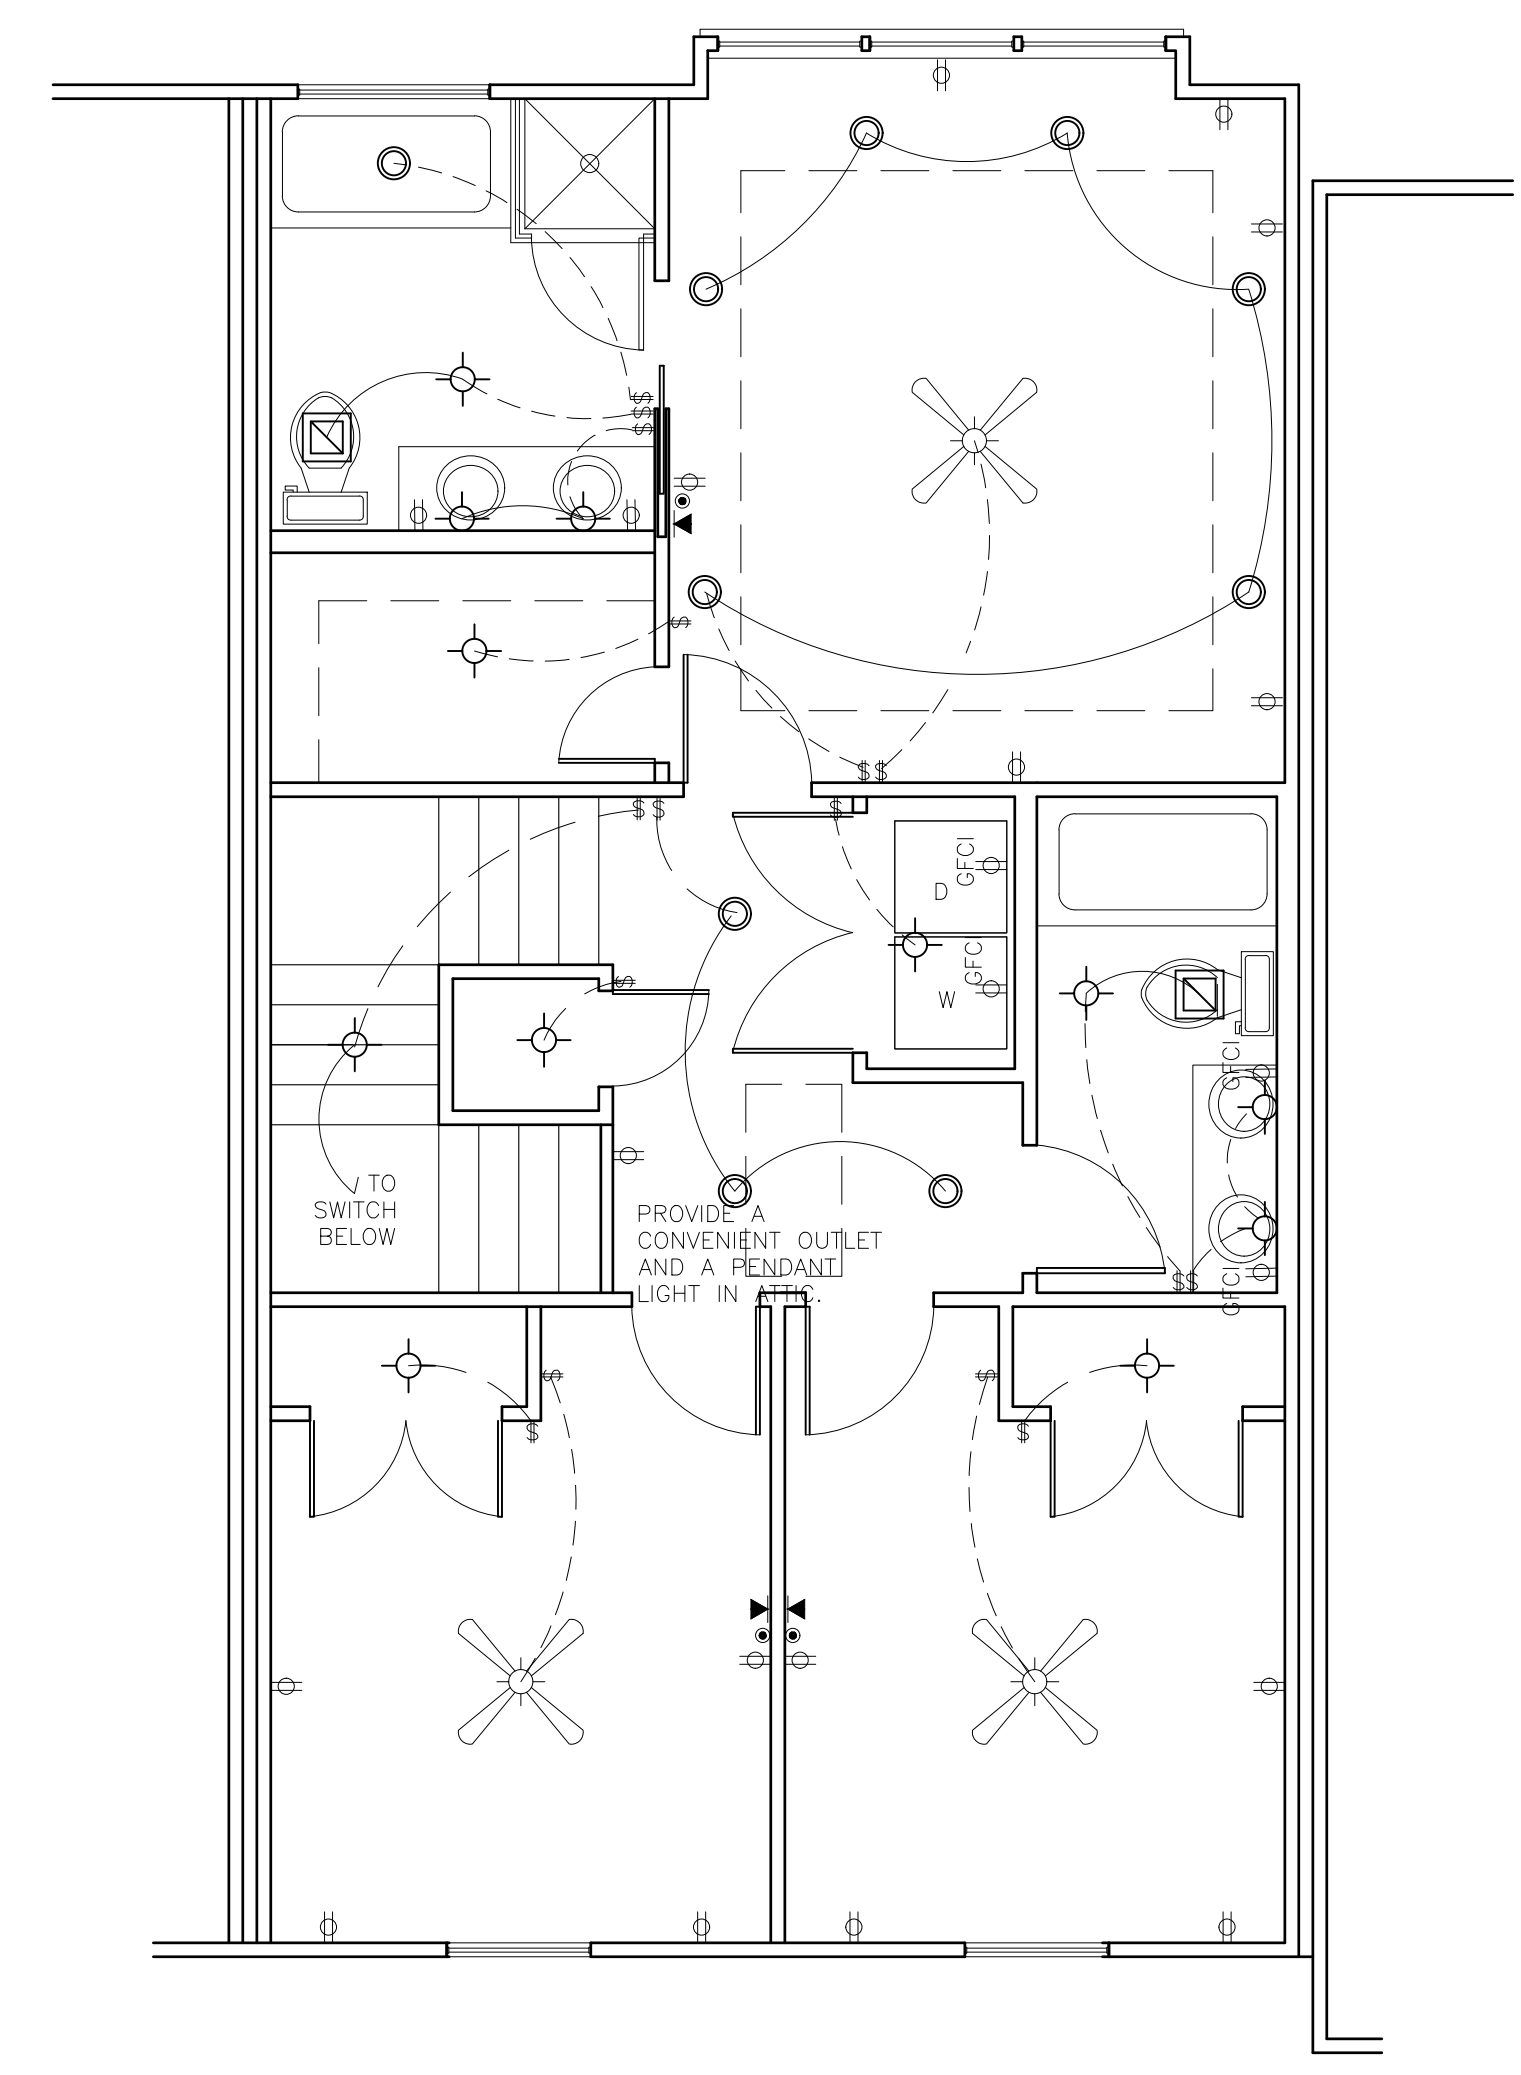 $
$
$
$
$ $
$ $
$
GFCI
D
GFCI
W
$
GFCI
/ TO
SWITCH
BELOW
PROVIDE A
CONVENIENT OUTLET
AND A PENDANT
LIGHT IN ATTIC.
$$
GFCI
$
$
$
$